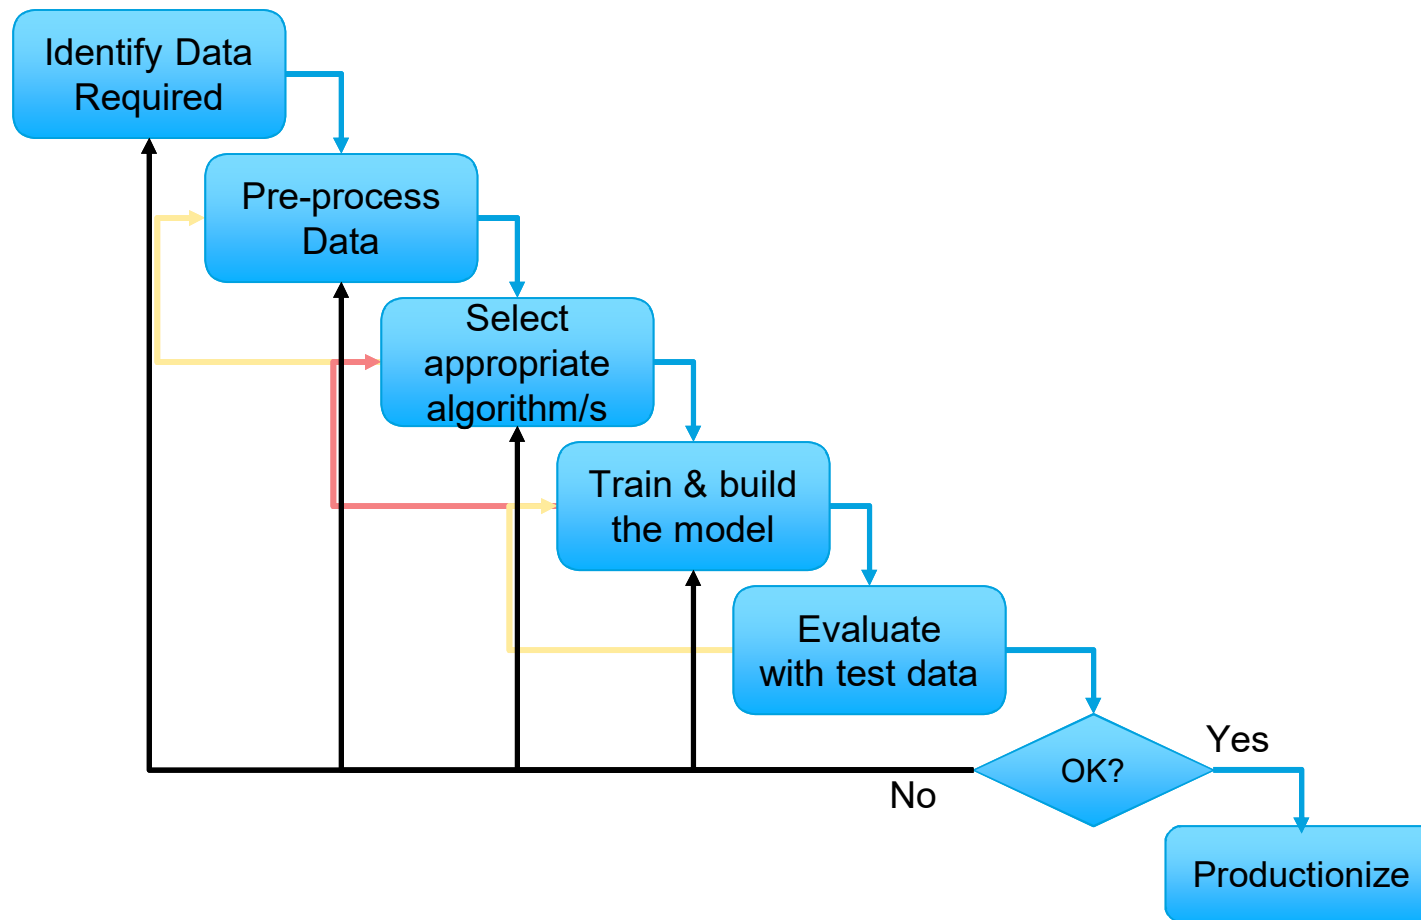 Identify Data
Required
Pre-process
Data
Select
appropriate
algorithm/s
Train & build
the model
Evaluate
with test data
OK?
Yes
No
Productionize